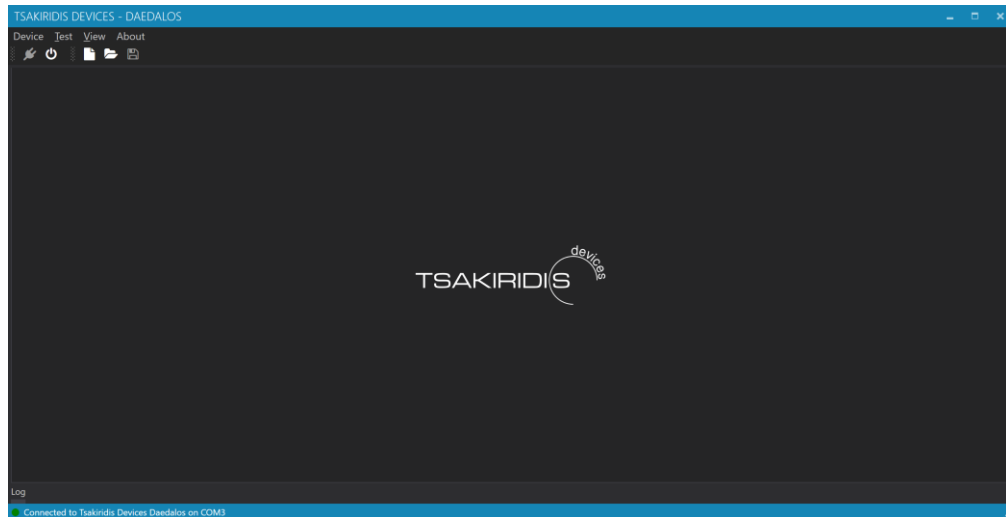 TSAKIRIDIS DEVICES - DAEDALOS
Device Test View About
TSAKIRIDIS devices
Log
Connected to Tsakiridis Devices Daedalos on COM3